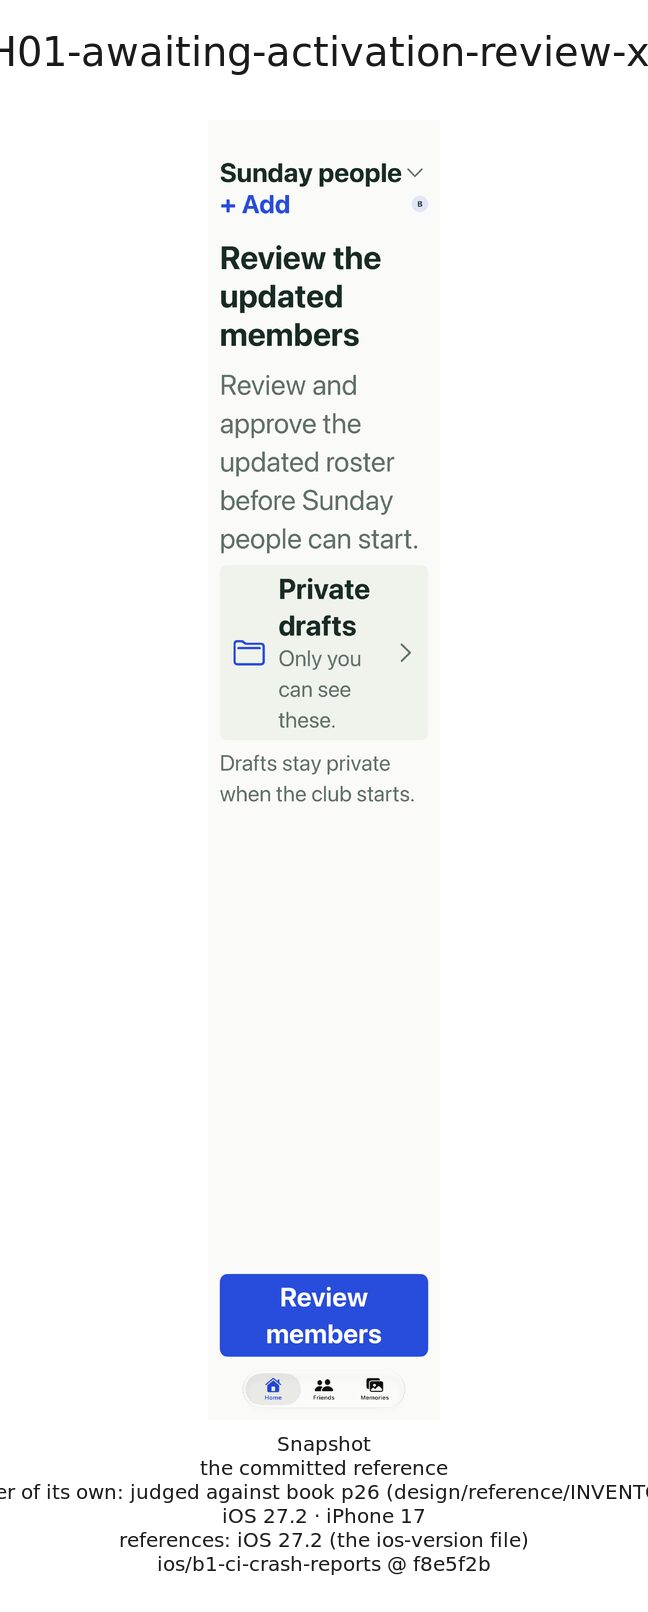 H01-awaiting-activation-review-x
Sunday people
+ Add
B
Review the
updated
members
Review and
approve the
updated roster
before Sunday
people can start.
Private
drafts
Only you
can see
these.
Drafts stay private
when the club starts.
Review
members
Home Friends Memories
Snapshot
the committed reference
er of its own: judged against book p26 (design/reference/INVENTO
iOS 27.2 · iPhone 17
references: iOS 27.2 (the ios-version file)
ios/b1-ci-crash-reports @ f8e5f2b